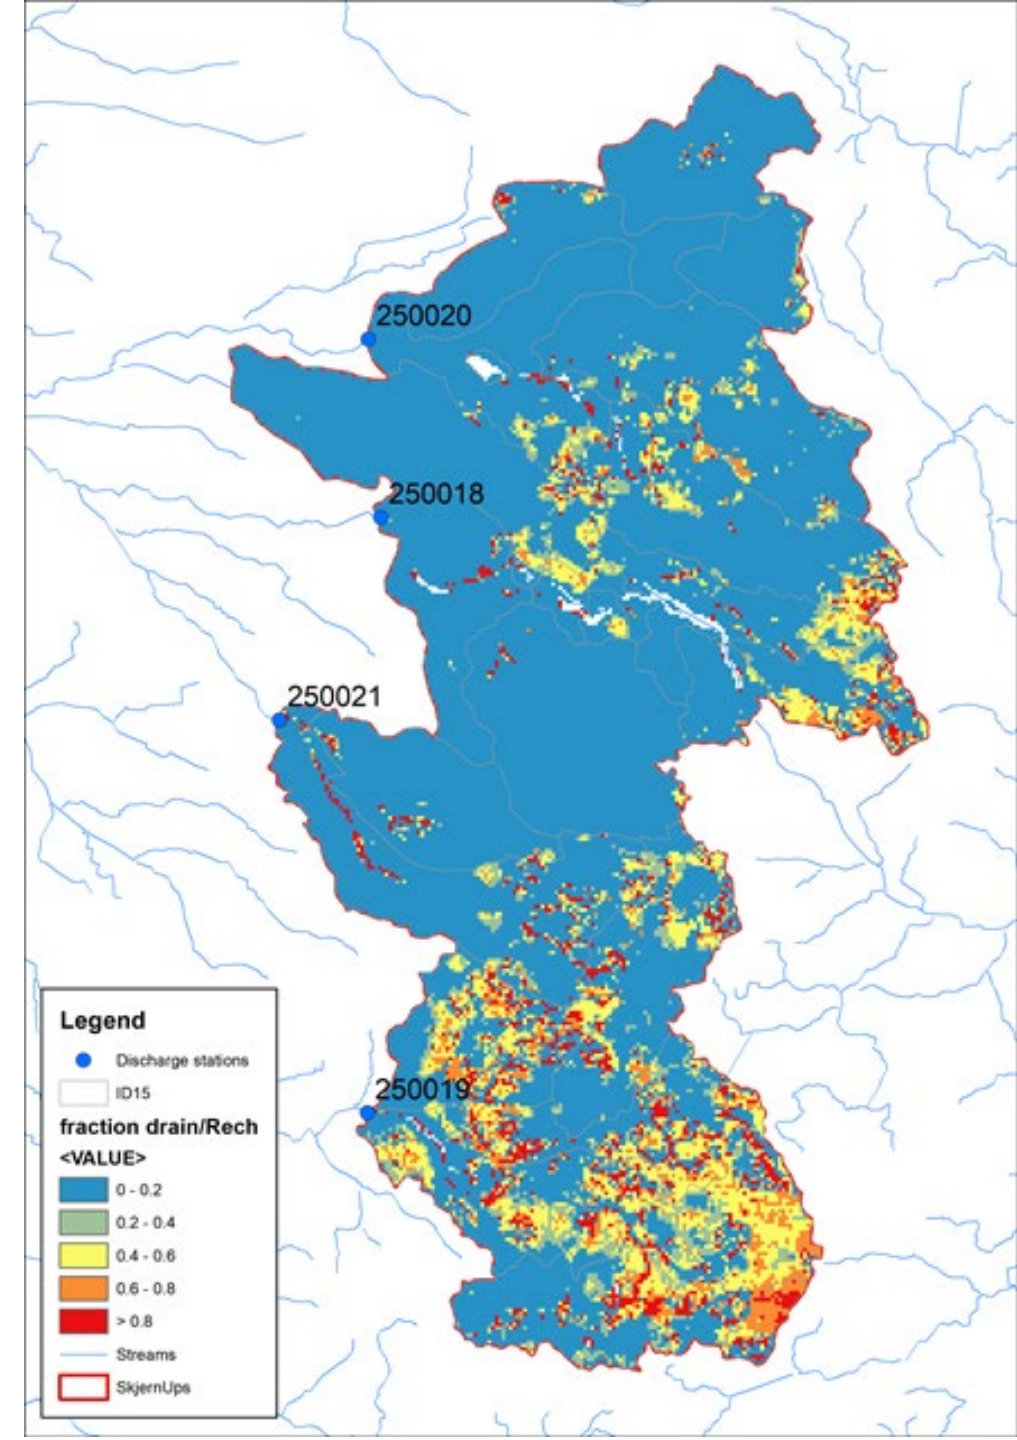 250020
250018
250021
250019
Legend
Discharge stations
ID15
fraction drain/Rech
<VALUE>
0 - 0.2
0.2 - 0.4
0.4 - 0.6
0.6 - 0.8
> 0.8
Streams
SkjernUps